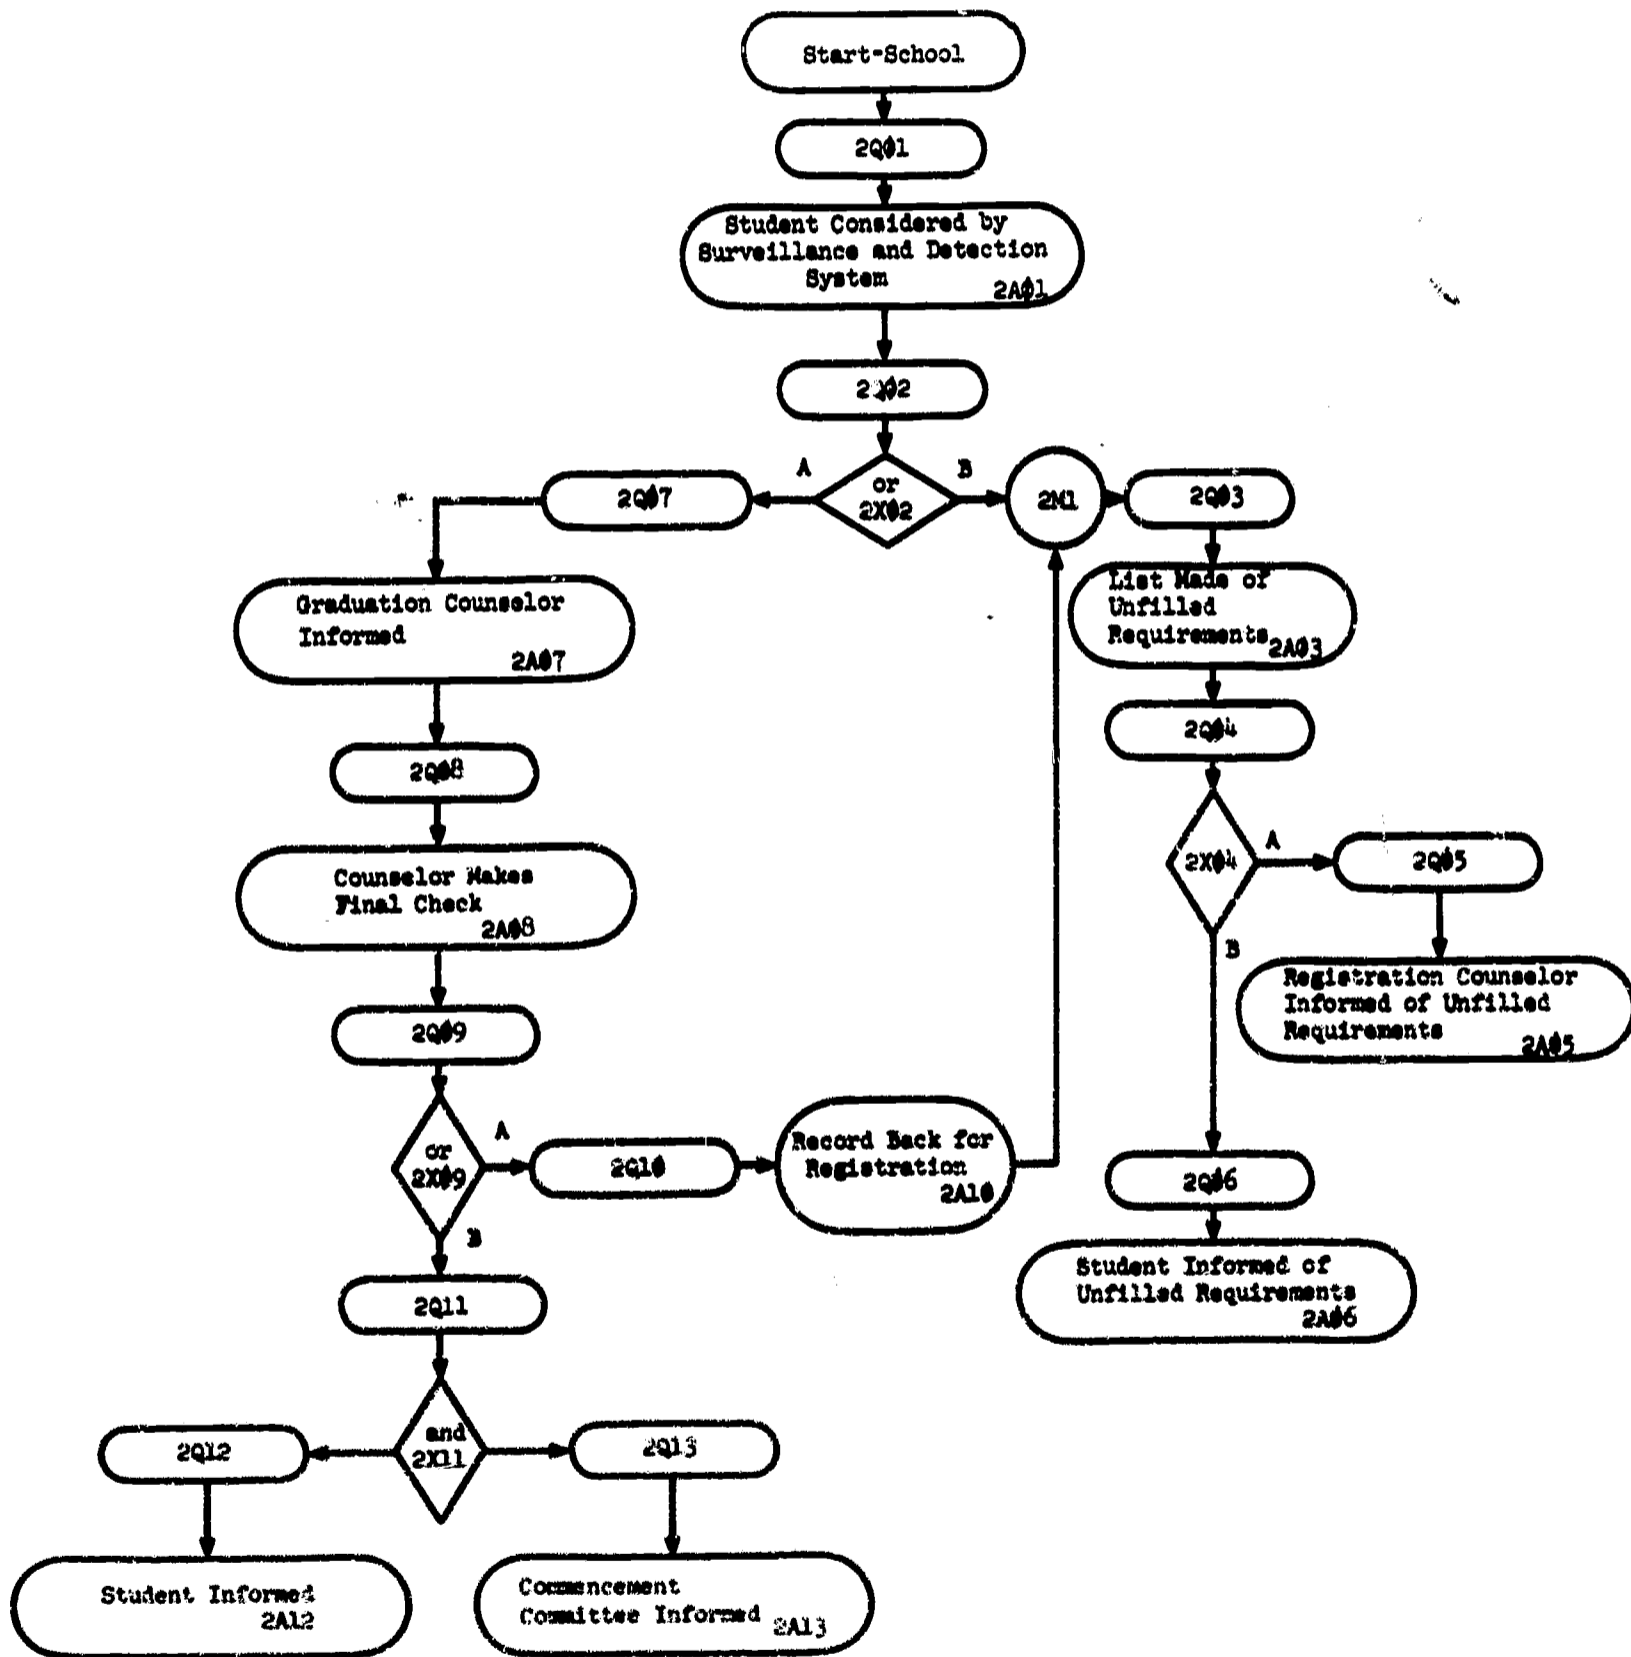 Start-School
2Q01
Student Considered by
Surveillance and Detection
System
2A01
A
B
or
2X02
2Q07
2M1
2Q03
Graduation Counselor
Informed
2A07
List Made of
Unfilled
Requirements
2A03
2Q08
2Q04
Counselor Makes
Final Check
2A08
2X04
A
2Q05
B
Registration Counselor
Informed of Unfilled
Requirements
2A05
2Q09
or
2X09
A
2Q10
Record Back for
Registration
2A10
2Q06
B
Student Informed of
Unfilled Requirements
2A06
2Q11
and
2X11
2Q12
2Q13
Student Informed
2A12
Commencement
Committee Informed
2A13